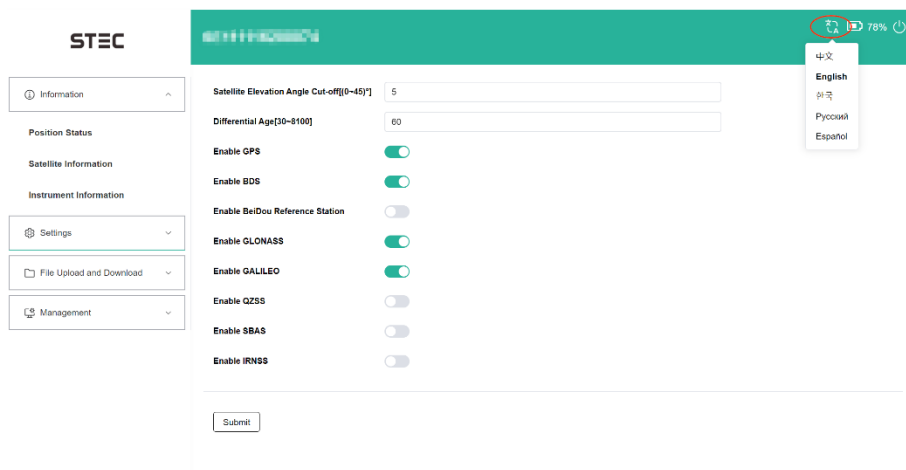 STEC
78%
中文
English
한국
Русский
Español
Information
Position Status
Satellite Information
Instrument Information
Settings
File Upload and Download
Management
Satellite Elevation Angle Cut-off[(0~45)°] 5
Differential Age[30~8100] 60
Enable GPS
Enable BDS
Enable BeiDou Reference Station
Enable GLONASS
Enable GALILEO
Enable QZSS
Enable SBAS
Enable IRNSS
Submit